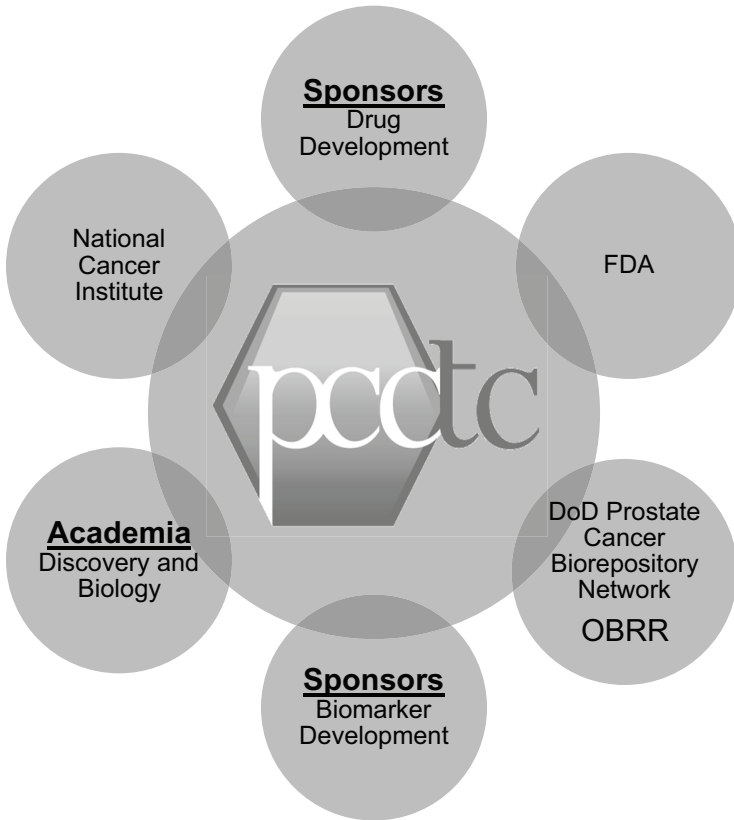 Sponsors
Drug
Development
National
Cancer
Institute
FDA
pcctc
Academia
Discovery and
Biology
DoD Prostate
Cancer
Biorepository
Network
OBRR
Sponsors
Biomarker
Development